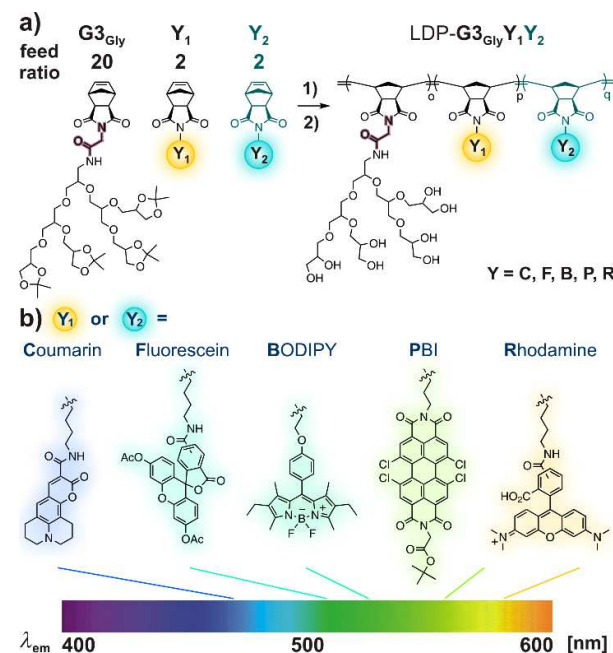 a)
G3Gly Y1 Y2
feed ratio 20 2 2
LDP-G3GlyY1Y2
1)
2)
o p q
O N O O N O O N O
O NH Y1 Y2 O NH Y1 Y2
O O O O O O OH
O O O O O O OH OH
O O O O O O OH OH
O O O O HO OH OH
O O HO OH
Y = C, F, B, P, R
b) Y1 or Y2 =
Coumarin Fluorescein BODIPY PBI Rhodamine
O NH O NH O O N O NH O
O O O AcO O O Cl Cl HO2C
N O N B N + Cl Cl N O N +
OAc F F O N O
O O
λem 400 500 600 [nm]